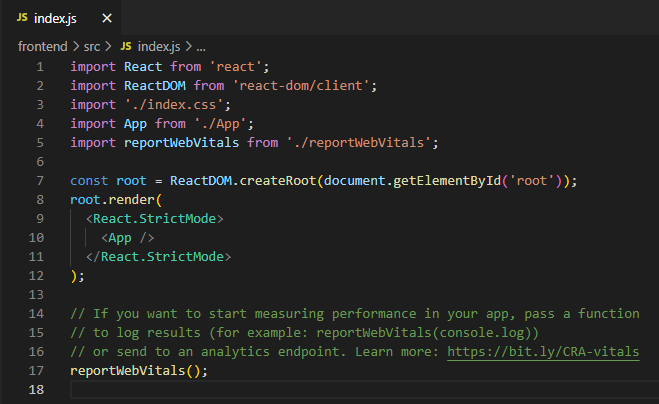 JS index.js ×
frontend > src > JS index.js > ...
1 import React from 'react';
2 import ReactDOM from 'react-dom/client';
3 import './index.css';
4 import App from './App';
5 import reportWebVitals from './reportWebVitals';
6
7 const root = ReactDOM.createRoot(document.getElementById('root'));
8 root.render(
9   <React.StrictMode>
10     <App />
11   </React.StrictMode>
12 );
13
14 // If you want to start measuring performance in your app, pass a function
15 // to log results (for example: reportWebVitals(console.log))
16 // or send to an analytics endpoint. Learn more: https://bit.ly/CRA-vitals
17 reportWebVitals();
18